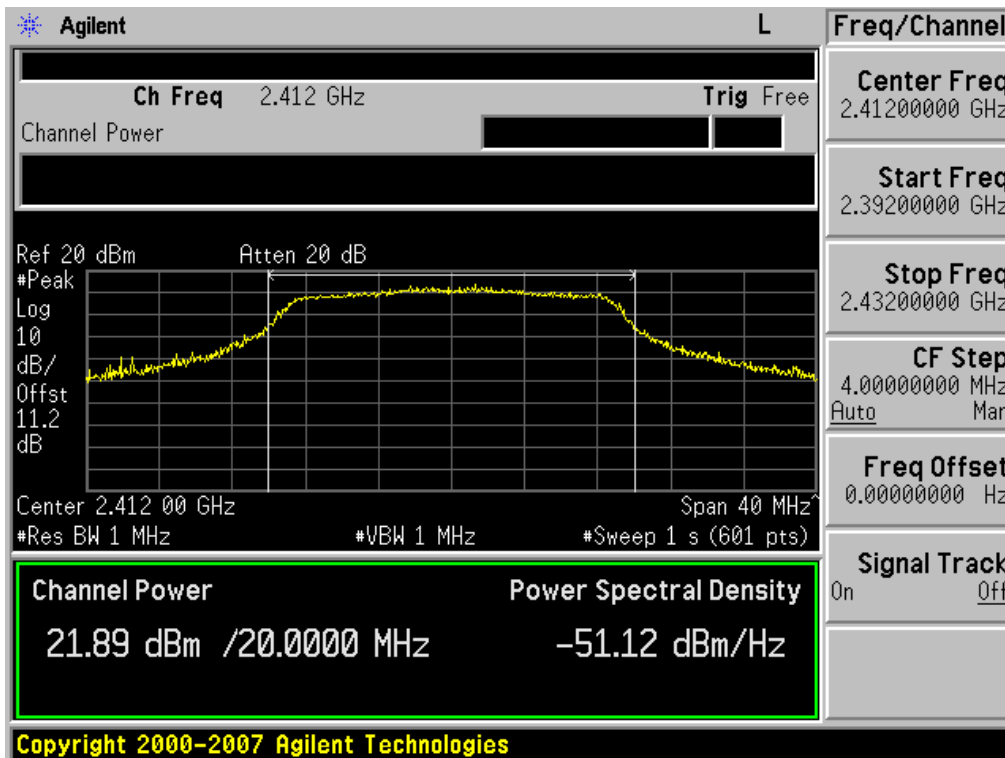 Agilent L Freq/Channel
Ch Freq 2.412 GHz Trig Free
Channel Power
Center Freq
2.41200000 GHz
Start Freq
2.39200000 GHz
Stop Freq
2.43200000 GHz
CF Step
4.00000000 MHz
Auto Man
Freq Offset
0.00000000 Hz
Signal Track
On Off
Ref 20 dBm Atten 20 dB
#Peak
Log
10
dB/
Offst
11.2
dB
Center 2.412 00 GHz Span 40 MHz^
#Res BW 1 MHz #VBW 1 MHz #Sweep 1 s (601 pts)
Channel Power Power Spectral Density
21.89 dBm /20.0000 MHz -51.12 dBm/Hz
Copyright 2000-2007 Agilent Technologies